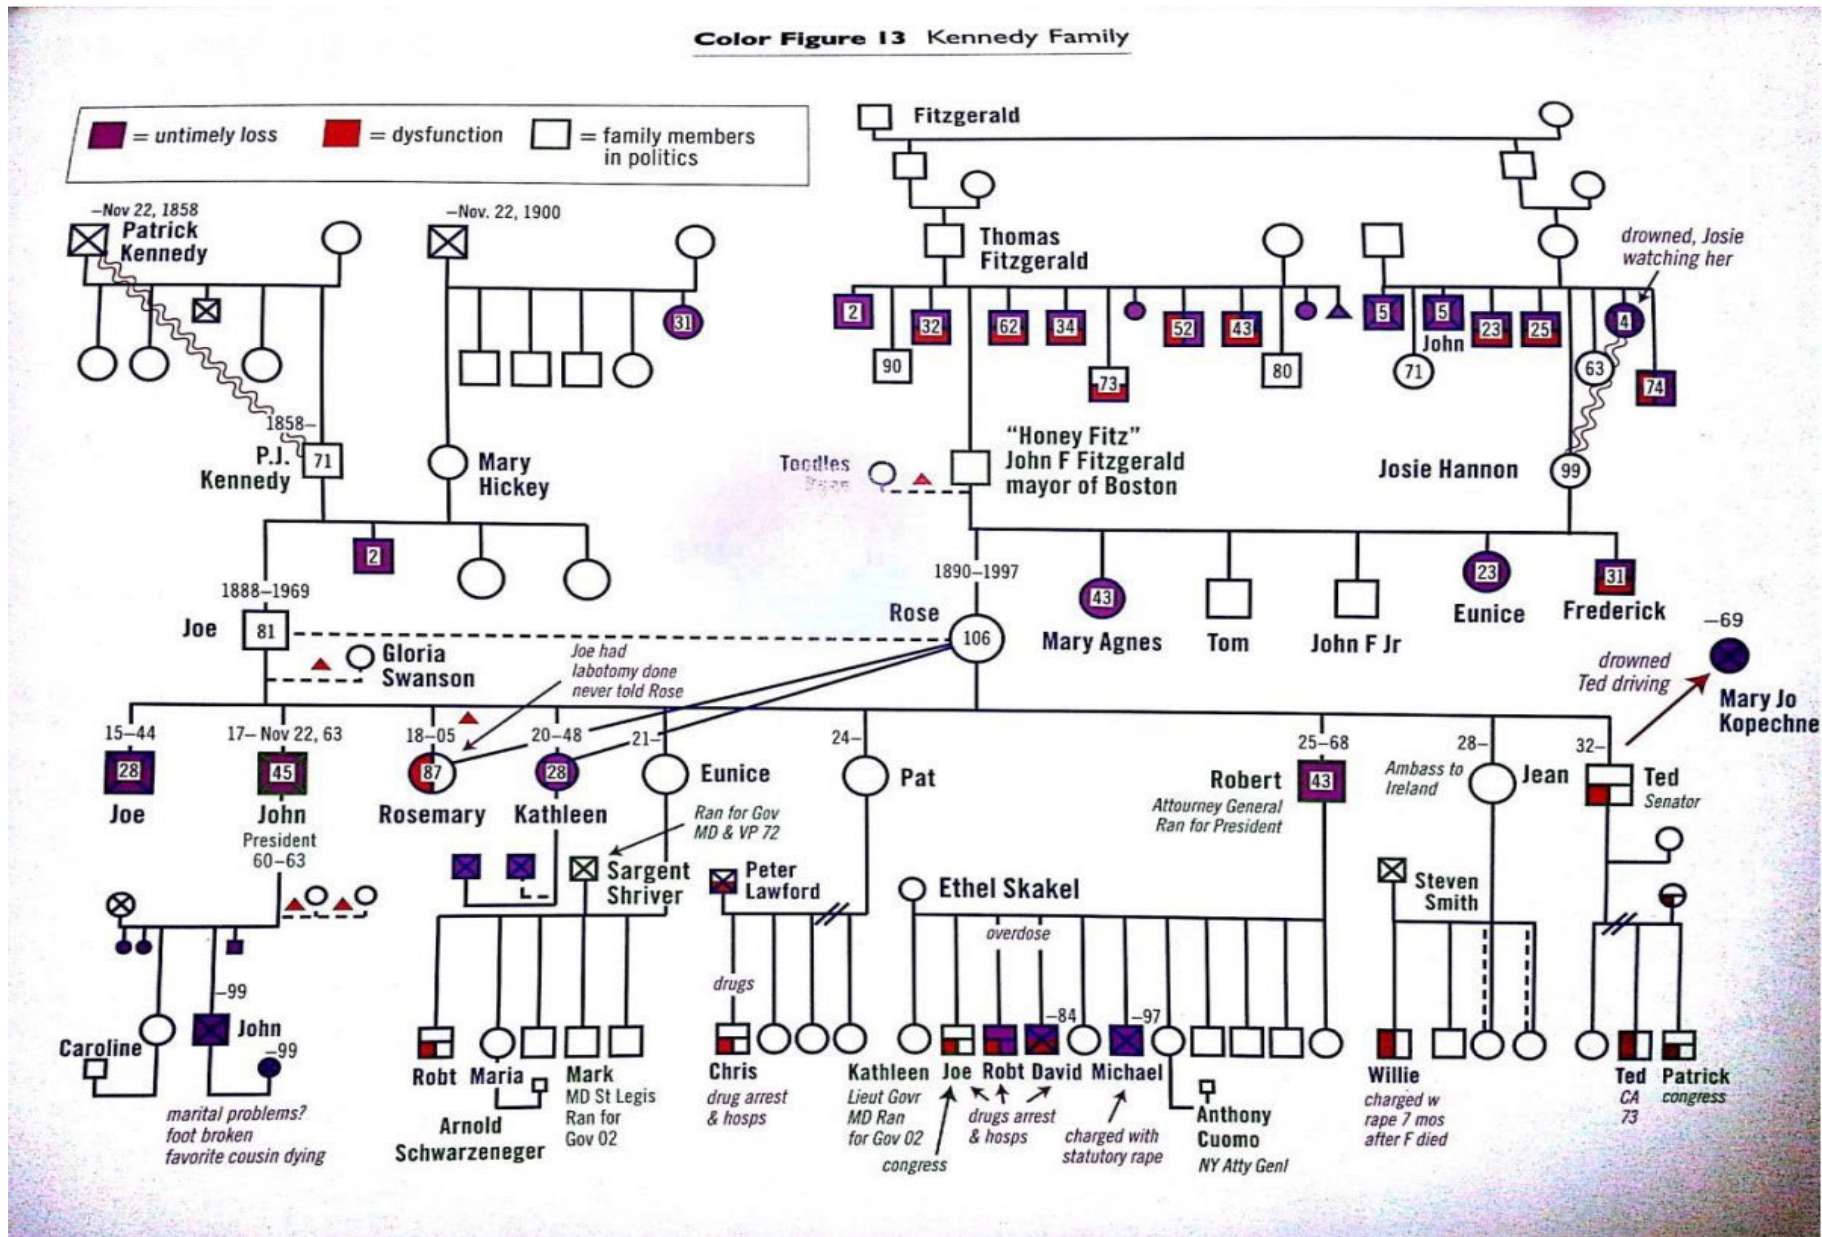 Color Figure 13 Kennedy Family
= untimely loss
= dysfunction
= family members
in politics
Fitzgerald
–Nov 22, 1858
Patrick
Kennedy
–Nov. 22, 1900
31
Thomas
Fitzgerald
drowned, Josie
watching her
2
32
62
34
52
43
5
5
John
23
25
4
90
73
80
71
63
74
1858–
P.J.
Kennedy
71
Mary
Hickey
Toodles
"Honey Fitz"
John F Fitzgerald
mayor of Boston
Josie Hannon
99
2
1888–1969
Joe
81
1890–1997
Rose
106
43
Mary Agnes
Tom
John F Jr
23
Eunice
31
Frederick
–69
drowned
Ted driving
Mary Jo
Kopechne
Gloria
Swanson
Joe had
labotomy done
never told Rose
15–44
28
Joe
17– Nov 22, 63
45
John
President
60–63
18–05
87
Rosemary
20–48
28
Kathleen
21–
Eunice
Ran for Gov
MD & VP 72
24–
Pat
25–68
Robert
43
Attourney General
Ran for President
28–
Ambass to
Ireland
Jean
32–
Ted
Senator
Sargent
Shriver
Peter
Lawford
Ethel Skakel
Steven
Smith
overdose
drugs
Caroline
–99
John
–99
marital problems?
foot broken
favorite cousin dying
Robt
Maria
Arnold
Schwarzeneger
Mark
MD St Legis
Ran for
Gov 02
Chris
drug arrest
& hosps
Kathleen
Lieut Govr
MD Ran
for Gov 02
Joe
congress
Robt
–84
David
drugs arrest
& hosps
–97
Michael
charged with
statutory rape
Anthony
Cuomo
NY Atty Genl
Willie
charged w
rape 7 mos
after F died
Ted
CA
73
Patrick
congress